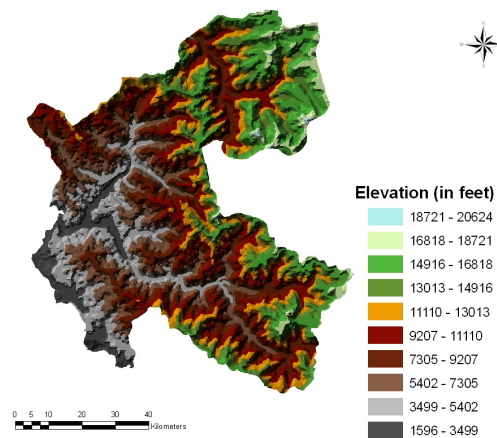 Elevation (in feet)
18721 - 20624
16818 - 18721
14916 - 16818
13013 - 14916
11110 - 13013
9207 - 11110
7305 - 9207
5402 - 7305
3499 - 5402
1596 - 3499
0 5 10 20 30 40
Kilometers